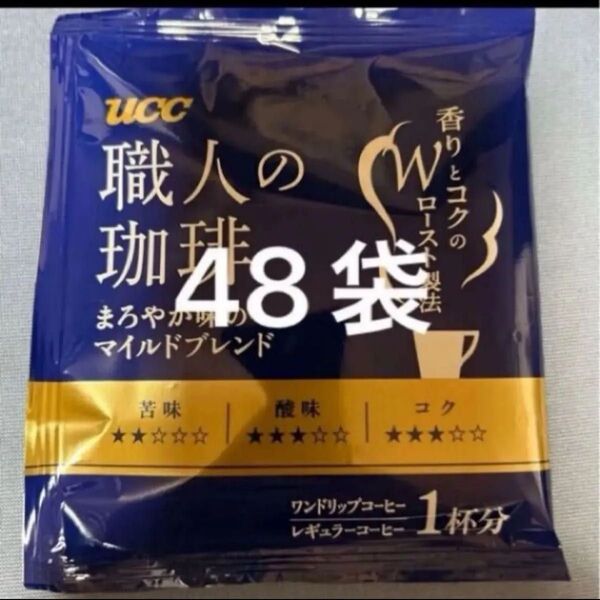 UCC
職人の
珈琲
まろやか味の
マイルドブレンド
香りとコクの
Wロースト製法
48袋
苦味
★★☆☆☆
酸味
★★★☆☆
コク
★★★☆☆
ワンドリップコーヒー
レギュラーコーヒー
1杯分